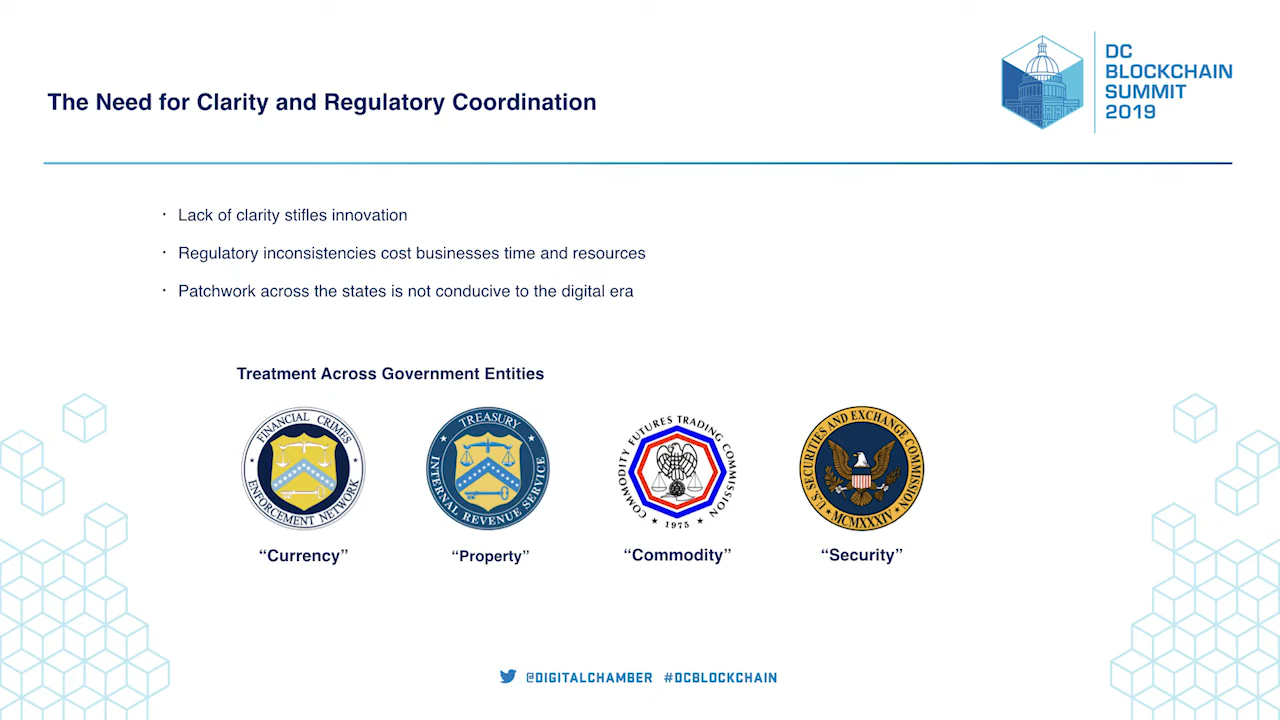 The Need for Clarity and Regulatory Coordination
DC
BLOCKCHAIN
SUMMIT
2019
· Lack of clarity stifles innovation
· Regulatory inconsistencies cost businesses time and resources
· Patchwork across the states is not conducive to the digital era
Treatment Across Government Entities
FINANCIAL CRIMES
ENFORCEMENT NETWORK
TREASURY
INTERNAL REVENUE SERVICE
COMMODITY FUTURES TRADING COMMISSION
1975
U.S. SECURITIES AND EXCHANGE COMMISSION
MCMXXXIV
“Currency”
“Property”
“Commodity”
“Security”
@DIGITALCHAMBER #DCBLOCKCHAIN